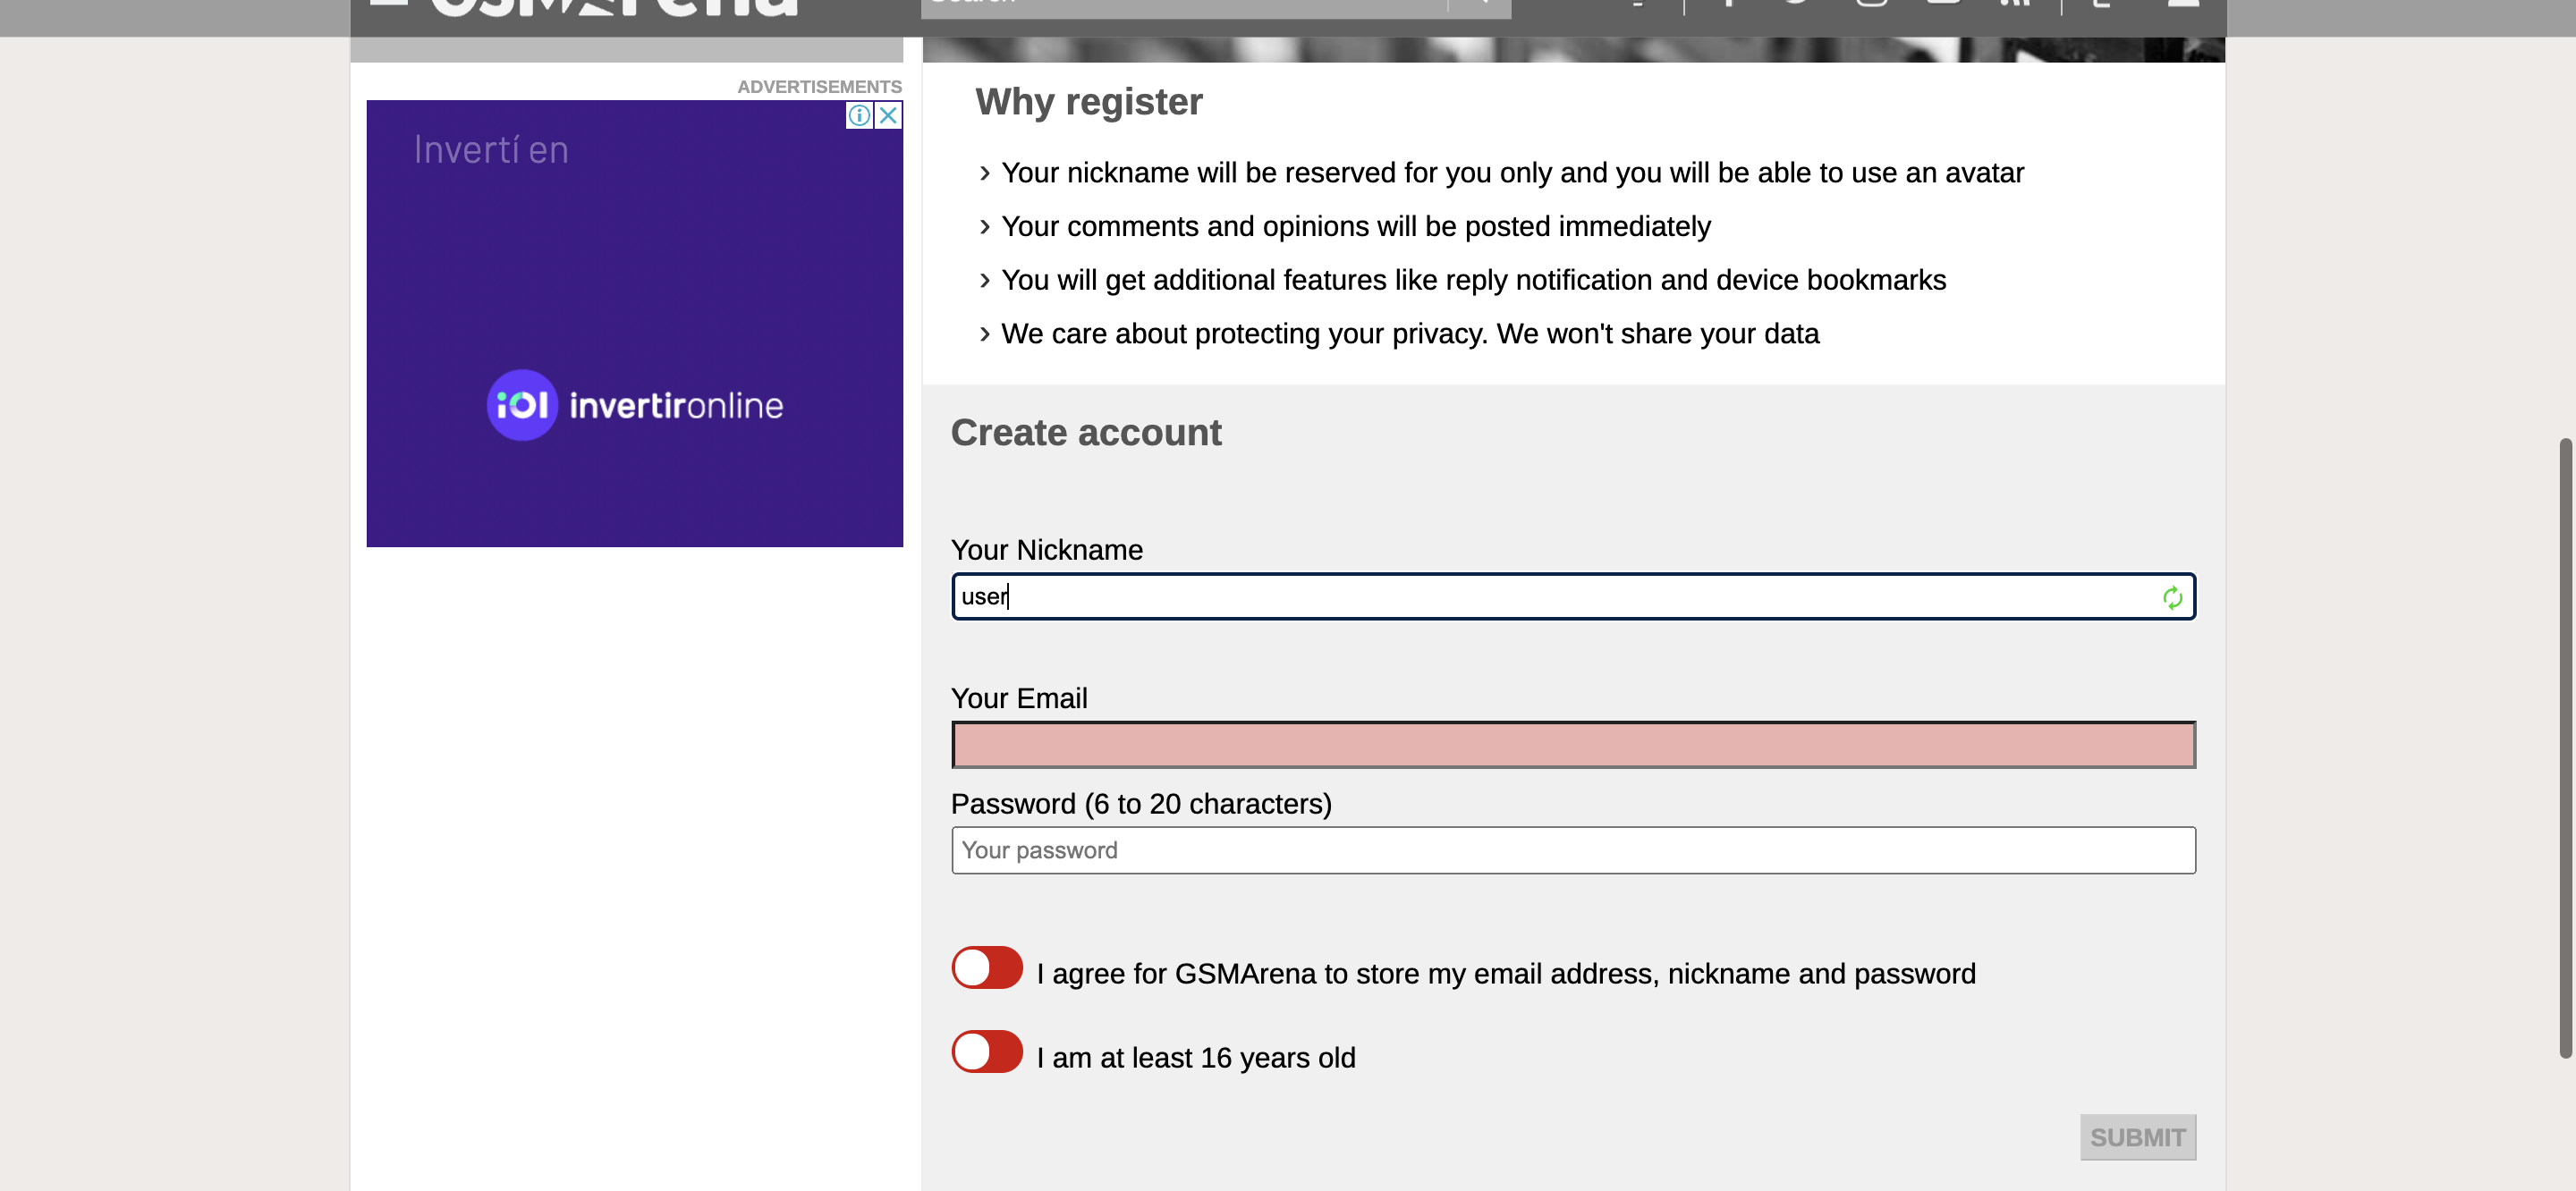 ADVERTISEMENTS
Invertí en
iol invertironline
Why register
› Your nickname will be reserved for you only and you will be able to use an avatar
› Your comments and opinions will be posted immediately
› You will get additional features like reply notification and device bookmarks
› We care about protecting your privacy. We won't share your data
Create account
Your Nickname
user
Your Email
Password (6 to 20 characters)
Your password
I agree for GSMArena to store my email address, nickname and password
I am at least 16 years old
SUBMIT